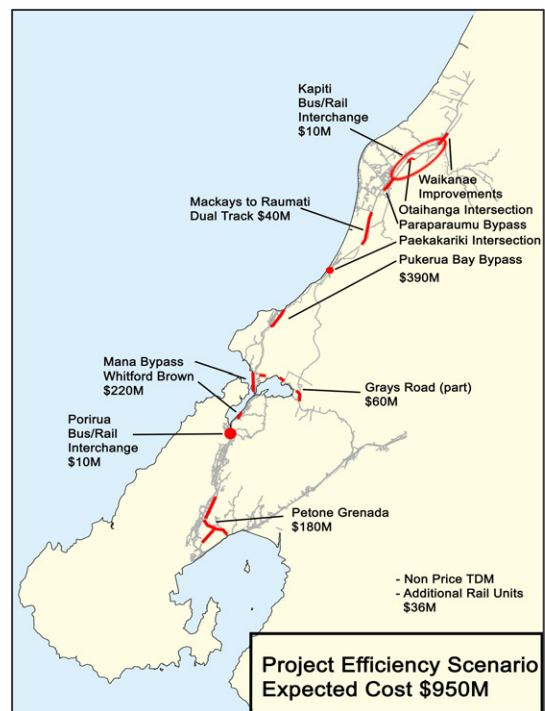 Kapiti
Bus/Rail
Interchange
$10M
Waikanae
Improvements
Otaihanga Intersection
Paraparaumu Bypass
Paekakariki Intersection
Pukerua Bay Bypass
$390M
Mackays to Raumati
Dual Track $40M
Mana Bypass
Whitford Brown
$220M
Grays Road (part)
$60M
Porirua
Bus/Rail
Interchange
$10M
Petone Grenada
$180M
- Non Price TDM
- Additional Rail Units
$36M
Project Efficiency Scenario
Expected Cost $950M